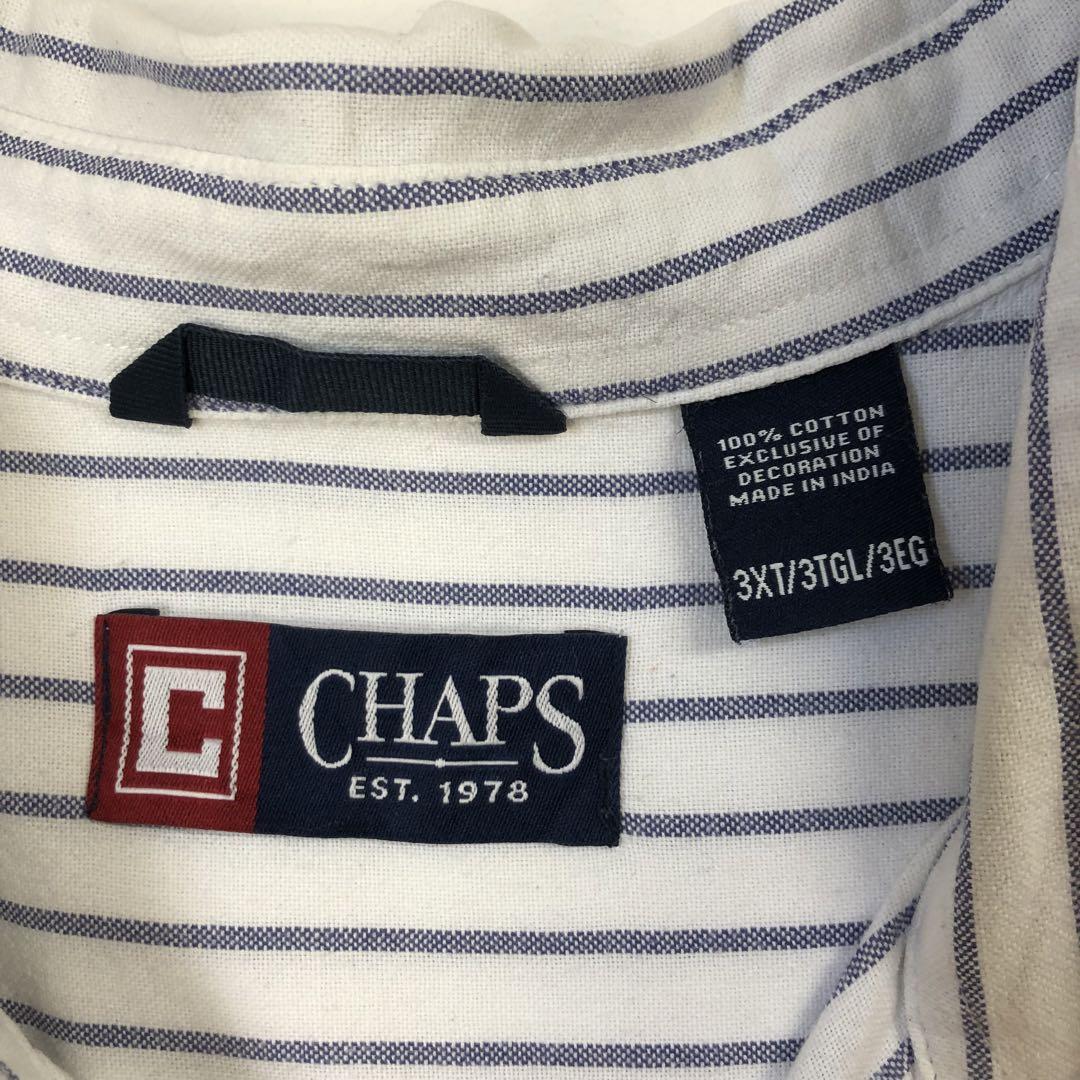 100% COTTON
EXCLUSIVE OF
DECORATION
MADE IN INDIA
3XT/3TGL/3EG
C
CHAPS
EST. 1978